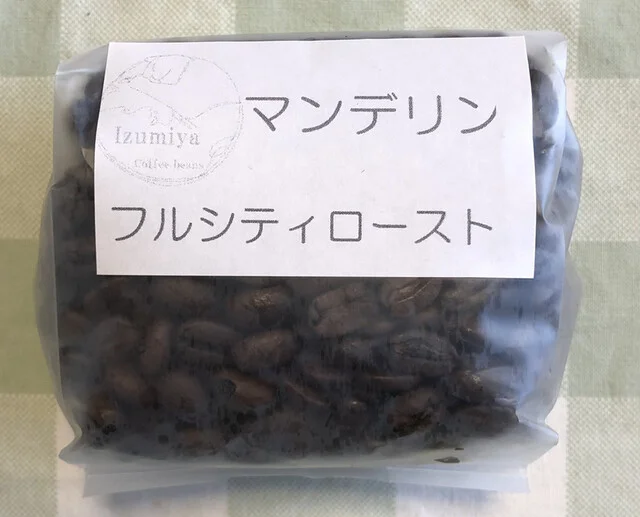 マンデリン
Izumiya
Coffee beans
フルシティロースト